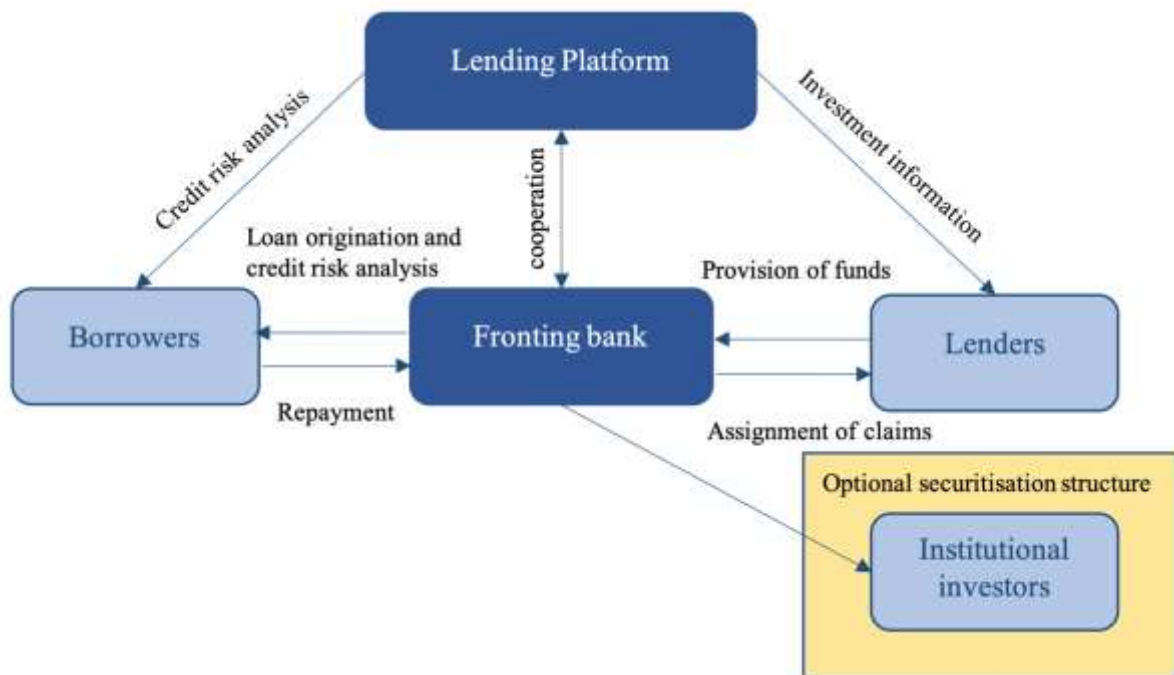 Lending Platform
Credit risk analysis
Investment information
cooperation
Loan origination and
credit risk analysis
Provision of funds
Borrowers
Fronting bank
Lenders
Repayment
Assignment of claims
Optional securitisation structure
Institutional
investors